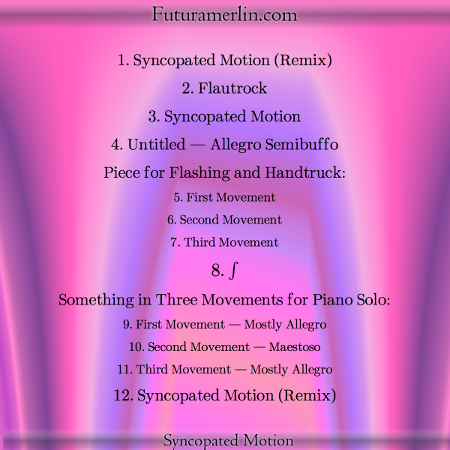 Futuramerlin.com
1. Syncopated Motion (Remix)
2. Flautrock
3. Syncopated Motion
4. Untitled — Allegro Semibuffo
Piece for Flashing and Handtruck:
5. First Movement
6. Second Movement
7. Third Movement
8. ∫
Something in Three Movements for Piano Solo:
9. First Movement — Mostly Allegro
10. Second Movement — Maestoso
11. Third Movement — Mostly Allegro
12. Syncopated Motion (Remix)
Syncopated Motion